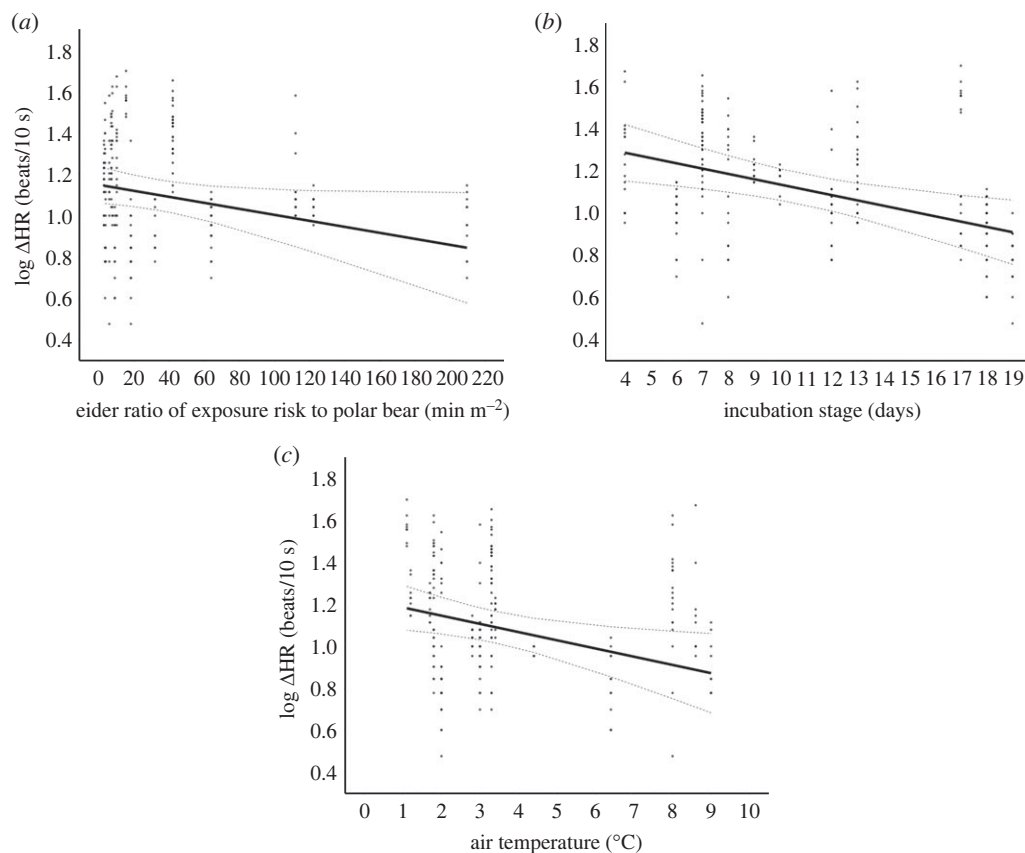 (a)
1.8
1.6
1.4
1.2
1.0
0.8
0.6
0.4
log ΔHR (beats/10 s)
0 20 40 60 80 100 120 140 160 180 200 220
eider ratio of exposure risk to polar bear (min m⁻²)
(b)
1.8
1.6
1.4
1.2
1.0
0.8
0.6
0.4
4 5 6 7 8 9 10 11 12 13 14 15 16 17 18 19
incubation stage (days)
(c)
1.8
1.6
1.4
1.2
1.0
0.8
0.6
0.4
log ΔHR (beats/10 s)
0 1 2 3 4 5 6 7 8 9 10
air temperature (°C)